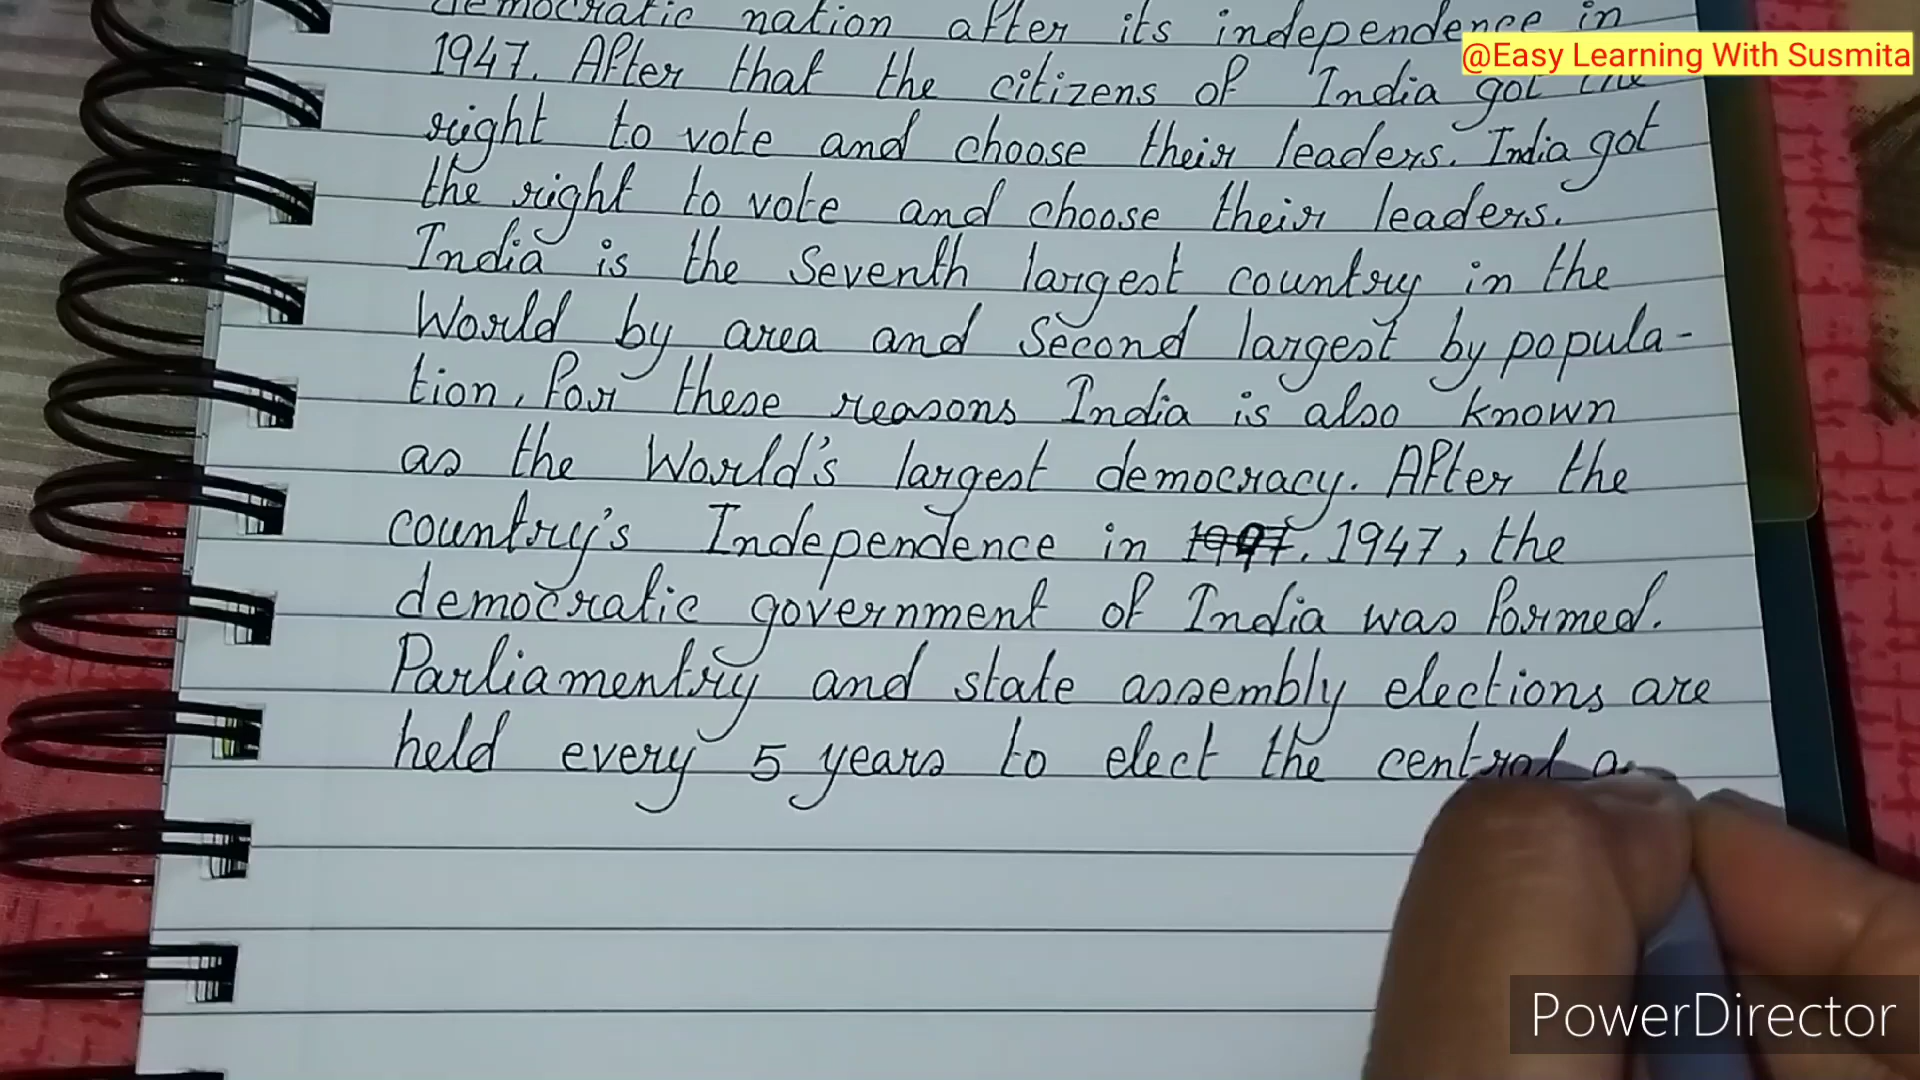 democratic nation after its independence in
@Easy Learning With Susmita
1947. After that the citizens of India got the
right to vote and choose their leaders. India got
the right to vote and choose their leaders.
India is the Seventh largest country in the
World by area and Second largest by popula-
tion, for these reasons India is also known
as the World's largest democracy. After the
country's Independence in 1947. 1947, the
democratic government of India was formed.
Parliamentry and state assembly elections are
held every 5 years to elect the central
PowerDirector